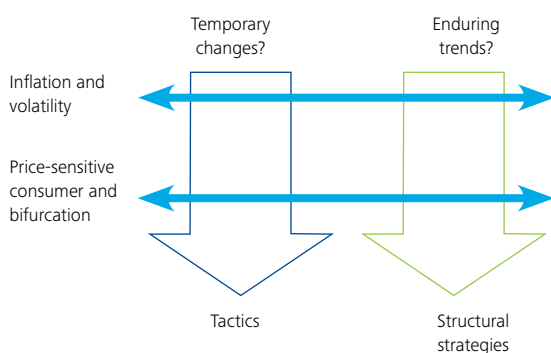 Temporary
changes?
Enduring
trends?
Inflation and
volatility
Price-sensitive
consumer and
bifurcation
Tactics
Structural
strategies